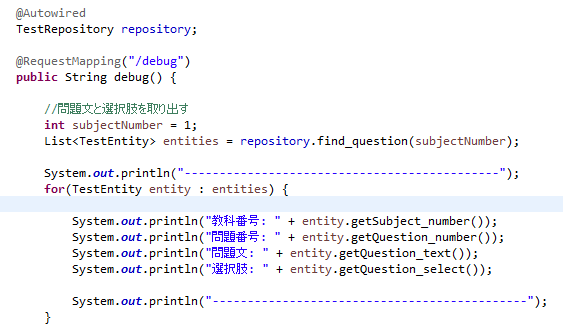 @Autowired
TestRepository repository;
@RequestMapping("/debug")
public String debug() {
//問題文と選択肢を取り出す
int subjectNumber = 1;
List<TestEntity> entities = repository.find_question(subjectNumber);
System.out.println("---------------------------------------------");
for(TestEntity entity : entities) {
System.out.println("教科番号: " + entity.getSubject_number());
System.out.println("問題番号: " + entity.getQuestion_number());
System.out.println("問題文: " + entity.getQuestion_text());
System.out.println("選択肢: " + entity.getQuestion_select());
System.out.println("---------------------------------------------");
}